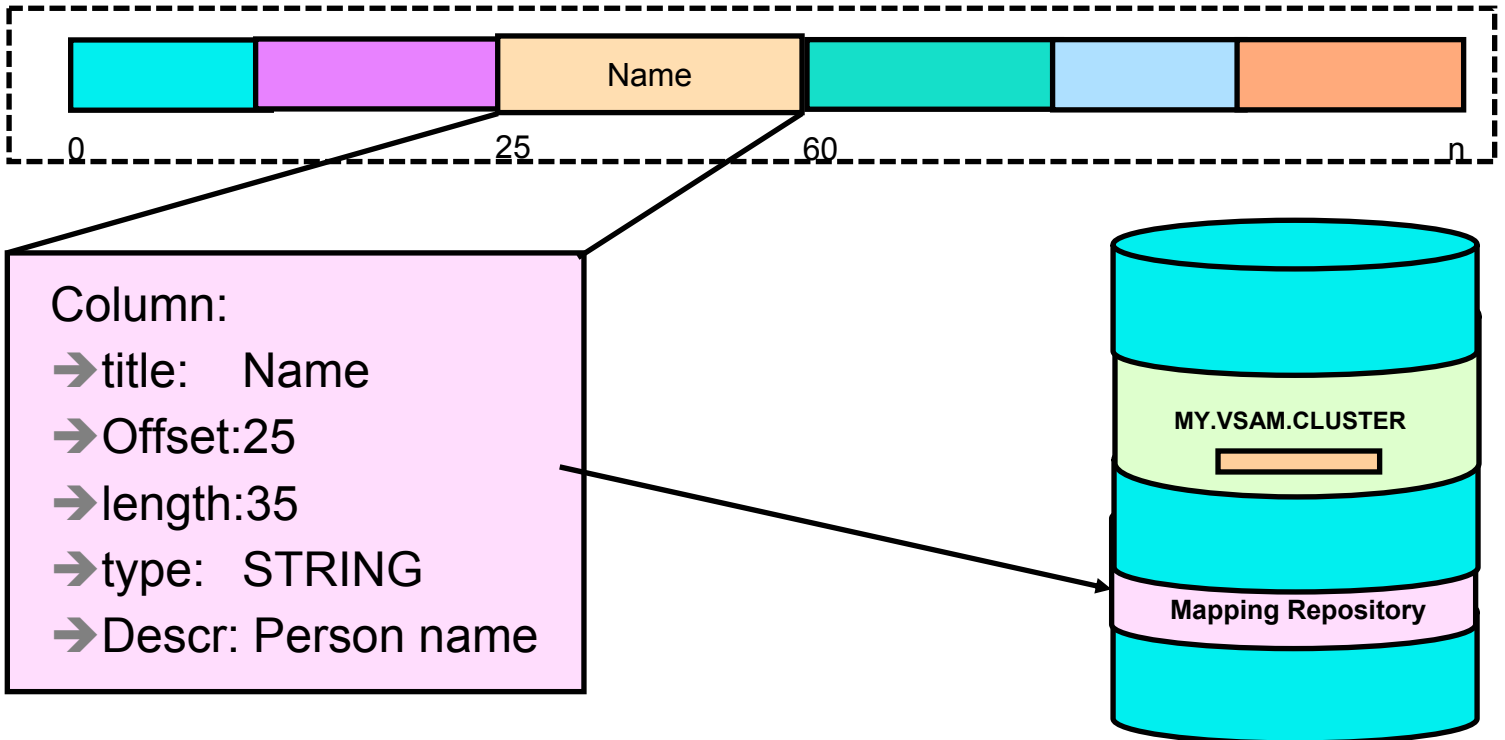 Name
0 25 60 n
Column:
➔title: Name
➔Offset:25
➔length:35
➔type: STRING
➔Descr: Person name
MY.VSAM.CLUSTER
Mapping Repository